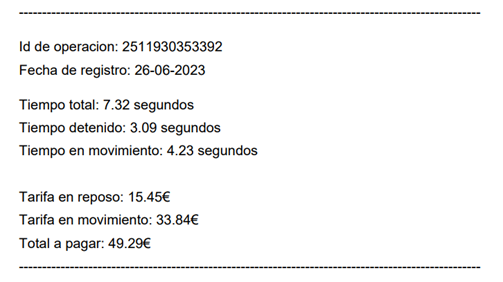 ----------------------------------------------------------------------------------------------------
Id de operacion: 2511930353392
Fecha de registro: 26-06-2023
Tiempo total: 7.32 segundos
Tiempo detenido: 3.09 segundos
Tiempo en movimiento: 4.23 segundos
Tarifa en reposo: 15.45€
Tarifa en movimiento: 33.84€
Total a pagar: 49.29€
----------------------------------------------------------------------------------------------------